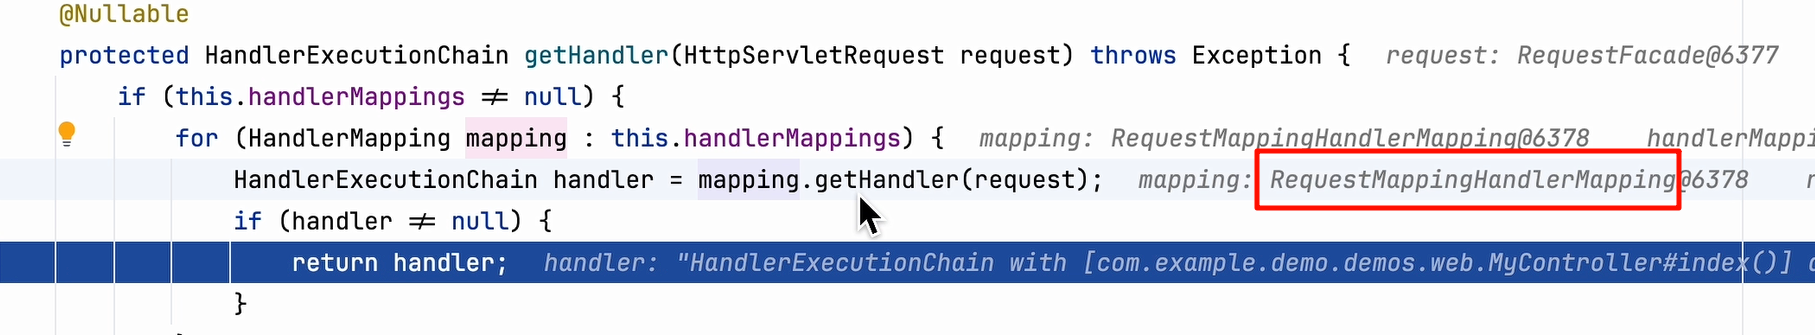 @Nullable
protected HandlerExecutionChain getHandler(HttpServletRequest request) throws Exception { request: RequestFacade@6377
if (this.handlerMappings ≠ null) {
for (HandlerMapping mapping : this.handlerMappings) { mapping: RequestMappingHandlerMapping@6378 handlerMappi
HandlerExecutionChain handler = mapping.getHandler(request); mapping: RequestMappingHandlerMapping@6378
if (handler ≠ null) {
return handler; handler: "HandlerExecutionChain with [com.example.demo.demos.web.MyController#index()]
}